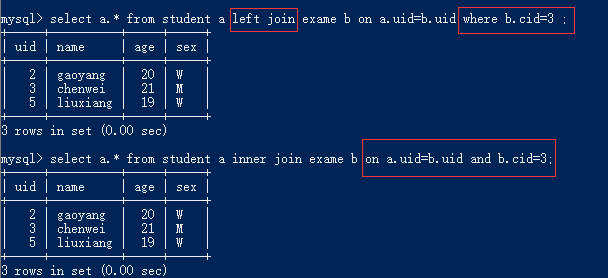 mysql> select a.* from student a left join exame b on a.uid=b.uid where b.cid=3 ;
+-----+----------+-----+-----+
| uid | name | age | sex |
+-----+----------+-----+-----+
| 2 | gaoyang | 20 | W |
| 3 | chenwei | 21 | M |
| 5 | liuxiang | 19 | W |
+-----+----------+-----+-----+
3 rows in set (0.00 sec)
mysql> select a.* from student a inner join exame b on a.uid=b.uid and b.cid=3;
+-----+----------+-----+-----+
| uid | name | age | sex |
+-----+----------+-----+-----+
| 2 | gaoyang | 20 | W |
| 3 | chenwei | 21 | M |
| 5 | liuxiang | 19 | W |
+-----+----------+-----+-----+
3 rows in set (0.00 sec)